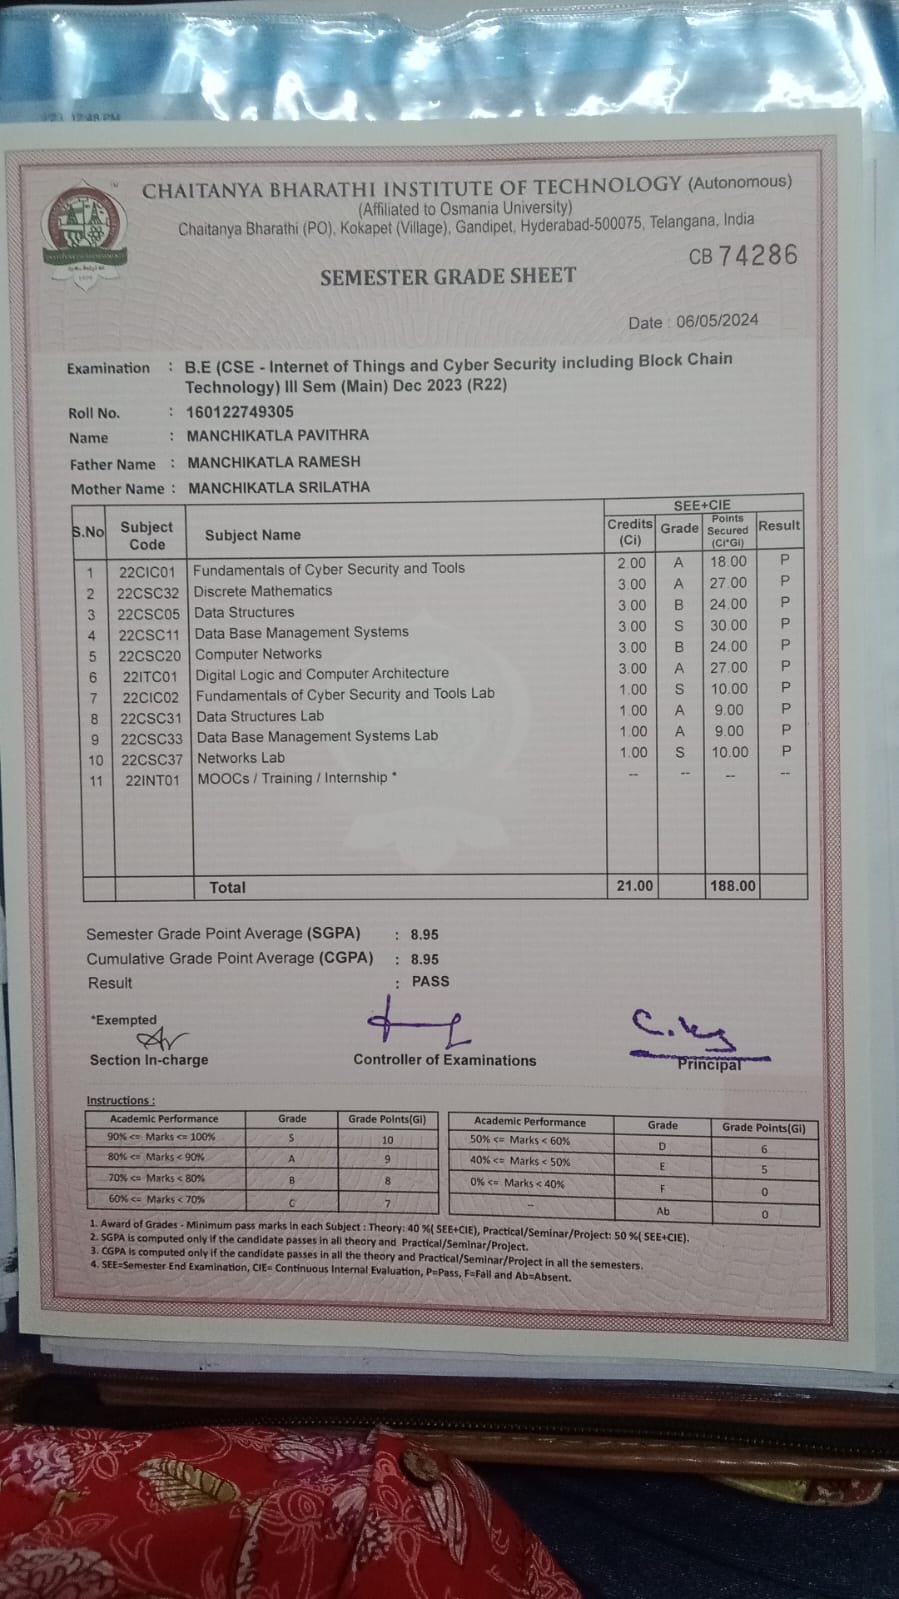 12:48 PM
CHAITANYA BHARATHI INSTITUTE OF TECHNOLOGY (Autonomous)
(Affiliated to Osmania University)
Chaitanya Bharathi (PO), Kokapet (Village), Gandipet, Hyderabad-500075, Telangana, India
CB 74286
SEMESTER GRADE SHEET
Date : 06/05/2024
Examination : B.E (CSE - Internet of Things and Cyber Security including Block Chain
Technology) III Sem (Main) Dec 2023 (R22)
Roll No. : 160122749305
Name : MANCHIKATLA PAVITHRA
Father Name : MANCHIKATLA RAMESH
Mother Name : MANCHIKATLA SRILATHA
SEE+CIE
S.No Subject Code Subject Name Credits (Ci) Grade Points Secured (Ci*Gi) Result
1 22CIC01 Fundamentals of Cyber Security and Tools 2.00 A 18.00 P
2 22CSC32 Discrete Mathematics 3.00 A 27.00 P
3 22CSC05 Data Structures 3.00 B 24.00 P
4 22CSC11 Data Base Management Systems 3.00 S 30.00 P
5 22CSC20 Computer Networks 3.00 B 24.00 P
6 22ITC01 Digital Logic and Computer Architecture 3.00 A 27.00 P
7 22CIC02 Fundamentals of Cyber Security and Tools Lab 1.00 S 10.00 P
8 22CSC31 Data Structures Lab 1.00 A 9.00 P
9 22CSC33 Data Base Management Systems Lab 1.00 A 9.00 P
10 22CSC37 Networks Lab 1.00 S 10.00 P
11 22INT01 MOOCs / Training / Internship * -- -- -- --
Total 21.00 188.00
Semester Grade Point Average (SGPA) : 8.95
Cumulative Grade Point Average (CGPA) : 8.95
Result : PASS
*Exempted
Section In-charge Controller of Examinations Principal
Instructions :
Academic Performance Grade Grade Points(Gi) Academic Performance Grade Grade Points(Gi)
90% <= Marks <= 100% S 10 50% <= Marks < 60% D 6
80% <= Marks < 90% A 9 40% <= Marks < 50% E 5
70% <= Marks < 80% B 8 0% <= Marks < 40% F 0
60% <= Marks < 70% C 7 -- Ab 0
1. Award of Grades - Minimum pass marks in each Subject : Theory: 40 %( SEE+CIE), Practical/Seminar/Project: 50 %( SEE+CIE).
2. SGPA is computed only if the candidate passes in all theory and Practical/Seminar/Project.
3. CGPA is computed only if the candidate passes in all the theory and Practical/Seminar/Project in all the semesters.
4. SEE=Semester End Examination, CIE= Continuous Internal Evaluation, P=Pass, F=Fail and Ab=Absent.